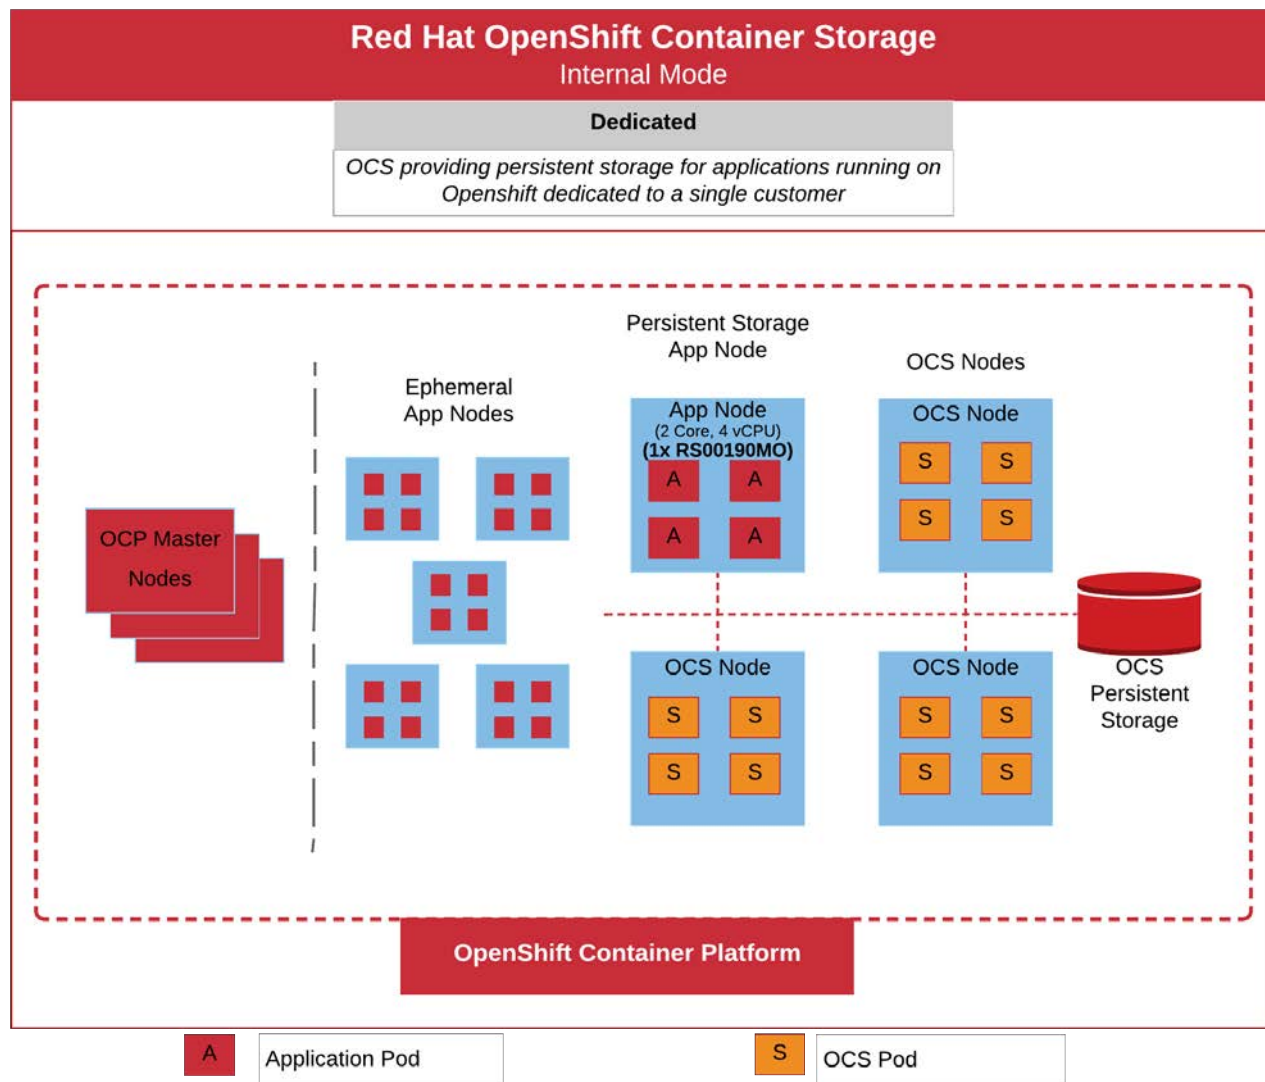 Red Hat OpenShift Container Storage
Internal Mode
Dedicated
OCS providing persistent storage for applications running on
Openshift dedicated to a single customer
OCP Master
Nodes
Ephemeral
App Nodes
Persistent Storage
App Node
App Node
(2 Core, 4 vCPU)
(1x RS00190MO)
A A
A A
OCS Nodes
OCS Node
S S
S S
OCS Node
S S
S S
OCS Node
S S
S S
OCS
Persistent
Storage
OpenShift Container Platform
A Application Pod
S OCS Pod